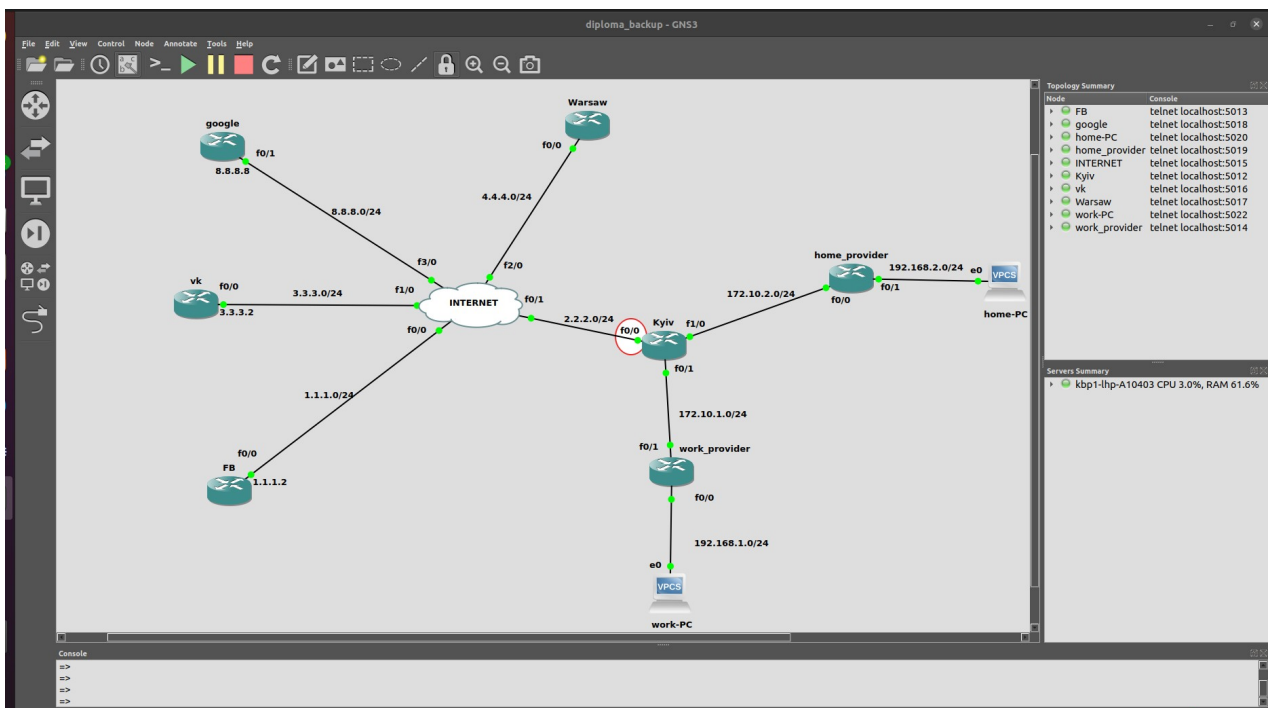 diploma_backup - GNS3
File Edit View Control Node Annotate Tools Help
Topology Summary
Node Console
FB telnet localhost:5013
google telnet localhost:5018
home-PC telnet localhost:5020
home_provider telnet localhost:5019
INTERNET telnet localhost:5015
Kyiv telnet localhost:5012
vk telnet localhost:5016
Warsaw telnet localhost:5017
work-PC telnet localhost:5022
work_provider telnet localhost:5014
Servers Summary
kbp1-lhp-A10403 CPU 3.0%, RAM 61.6%
Warsaw
google
f0/1
f0/0
8.8.8.8
4.4.4.0/24
8.8.8.0/24
home_provider
f3/0
f2/0
192.168.2.0/24
e0
VPCS
vk
f0/0
3.3.3.0/24
f1/0
INTERNET
f0/1
172.10.2.0/24
f0/0
f0/1
home-PC
3.3.3.2
2.2.2.0/24
Kyiv
f1/0
f0/0
f0/0
f0/1
1.1.1.0/24
172.10.1.0/24
f0/0
f0/1
work_provider
FB
1.1.1.2
f0/0
192.168.1.0/24
e0
VPCS
work-PC
Console
=>
=>
=>
=>